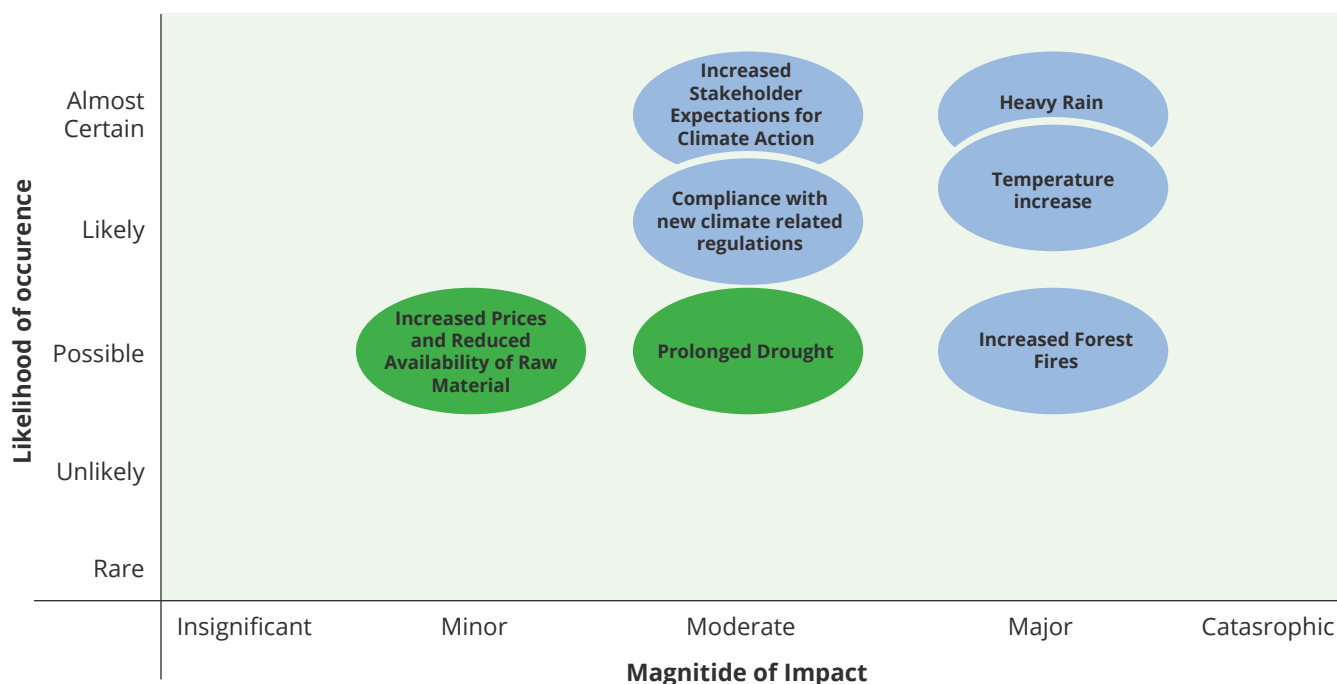 Likelihood of occurence
Almost
Certain
Likely
Possible
Unlikely
Rare
Increased
Stakeholder
Expectations for
Climate Action
Heavy Rain
Compliance with
new climate related
regulations
Temperature
increase
Increased Prices
and Reduced
Availability of Raw
Material
Prolonged Drought
Increased Forest
Fires
Insignificant
Minor
Moderate
Major
Catasrophic
Magnitide of Impact